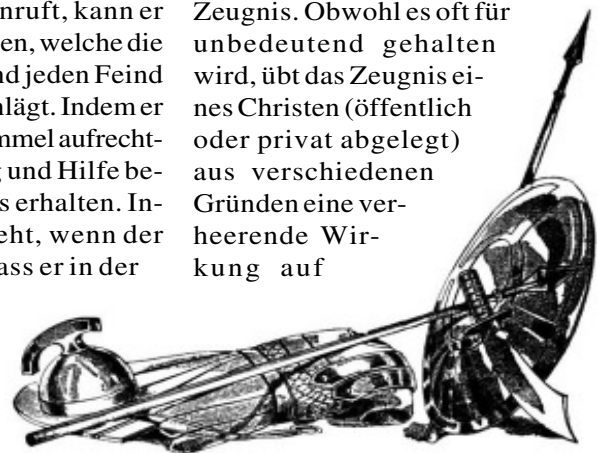 nruft, kann er
en, welche die
nd jeden Feind
nlägt. Indem er
mmel aufrecht-
g und Hilfe be-
s erhalten. In-
eht, wenn der
ass er in der
Zeugnis. Obwohl es oft für
unbedeutend gehalten
wird, übt das Zeugnis ei-
nes Christen (öffentlich
oder privat abgelegt)
aus verschiedenen
Gründen eine ver-
heerende Wir-
kung auf